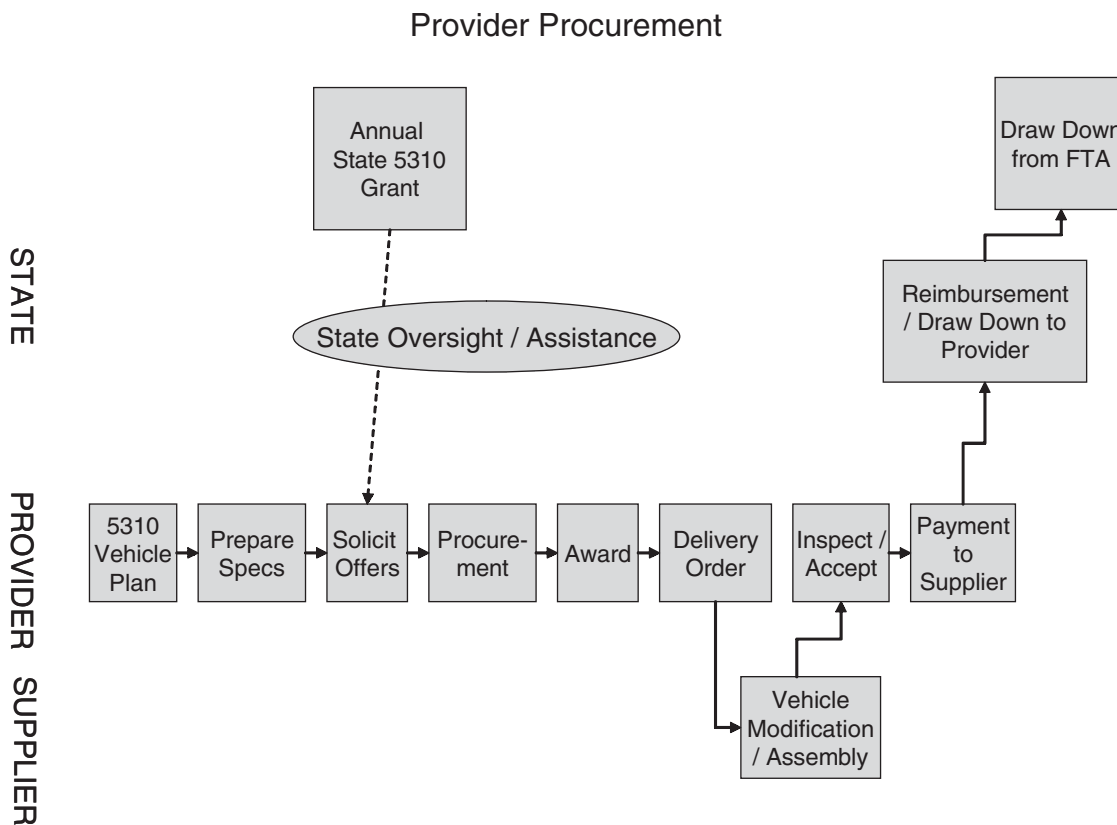 Provider Procurement
Annual
State 5310
Grant
Draw Down
from FTA
STATE
State Oversight / Assistance
Reimbursement
/ Draw Down to
Provider
PROVIDER
5310
Vehicle
Plan
Prepare
Specs
Solicit
Offers
Procure-
ment
Award
Delivery
Order
Inspect /
Accept
Payment
to
Supplier
SUPPLIER
Vehicle
Modification
/ Assembly